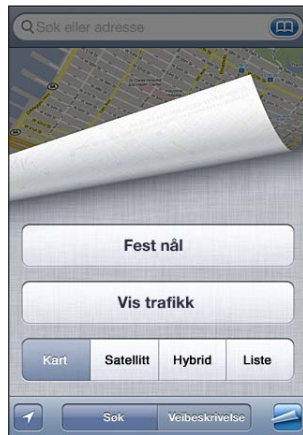 Søk eller adresse
Fest nål
Vis trafikk
Kart Satellitt Hybrid Liste
Søk Veibeskrivelse